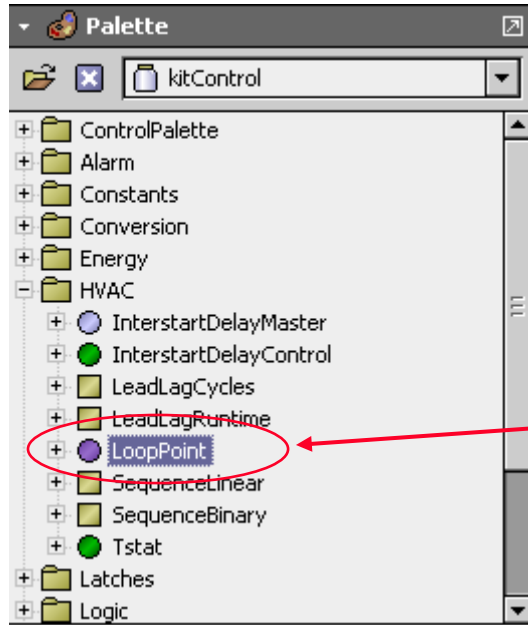 Palette
kitControl
ControlPalette
Alarm
Constants
Conversion
Energy
HVAC
InterstartDelayMaster
InterstartDelayControl
LeadLagCycles
LeadLagRuntime
LoopPoint
SequenceLinear
SequenceBinary
Tstat
Latches
Logic